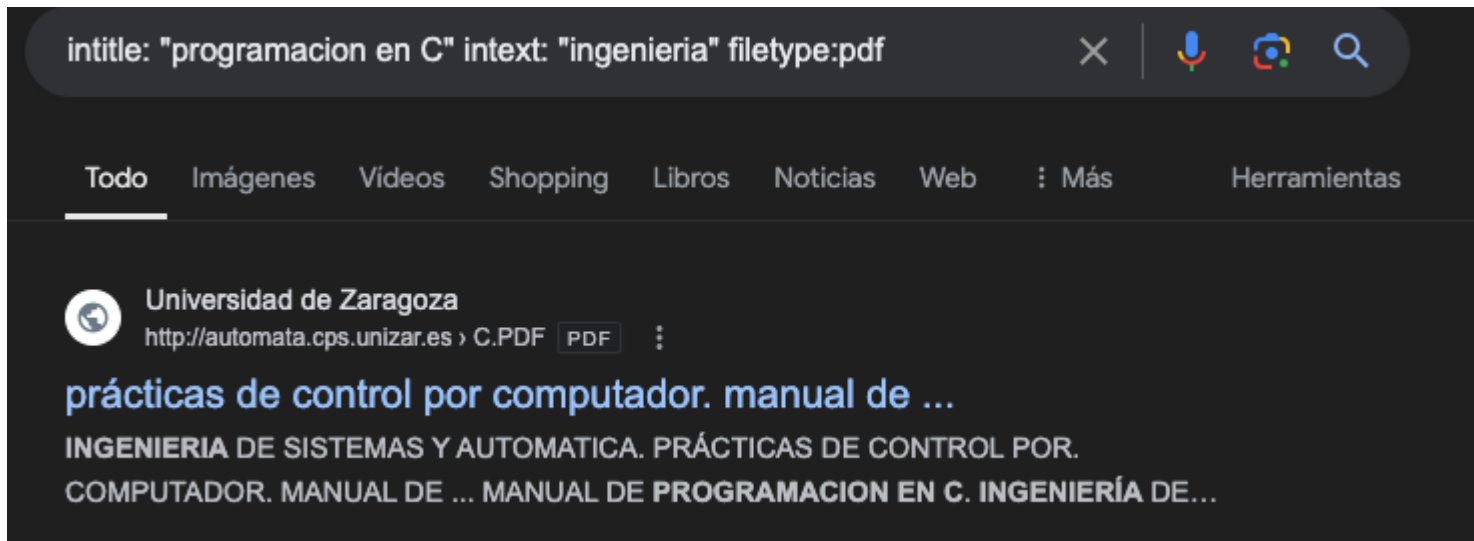 intitle: "programacion en C" intext: "ingenieria" filetype:pdf
Todo Imágenes Vídeos Shopping Libros Noticias Web ⋮ Más Herramientas
Universidad de Zaragoza
http://automata.cps.unizar.es › C.PDF PDF
prácticas de control por computador. manual de ...
INGENIERIA DE SISTEMAS Y AUTOMATICA. PRÁCTICAS DE CONTROL POR.
COMPUTADOR. MANUAL DE ... MANUAL DE PROGRAMACION EN C. INGENIERÍA DE...